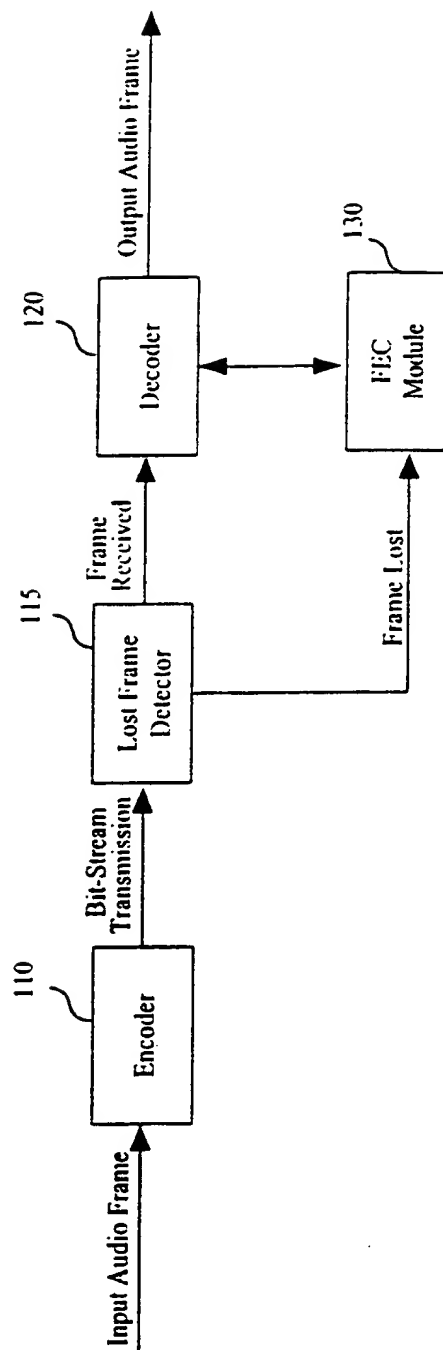 Input Audio Frame
110
Encoder
Bit-Stream
Transmission
115
Lost Frame
Detector
Frame
Received
Frame Lost
120
Decoder
Output Audio Frame
130
FEC
Module